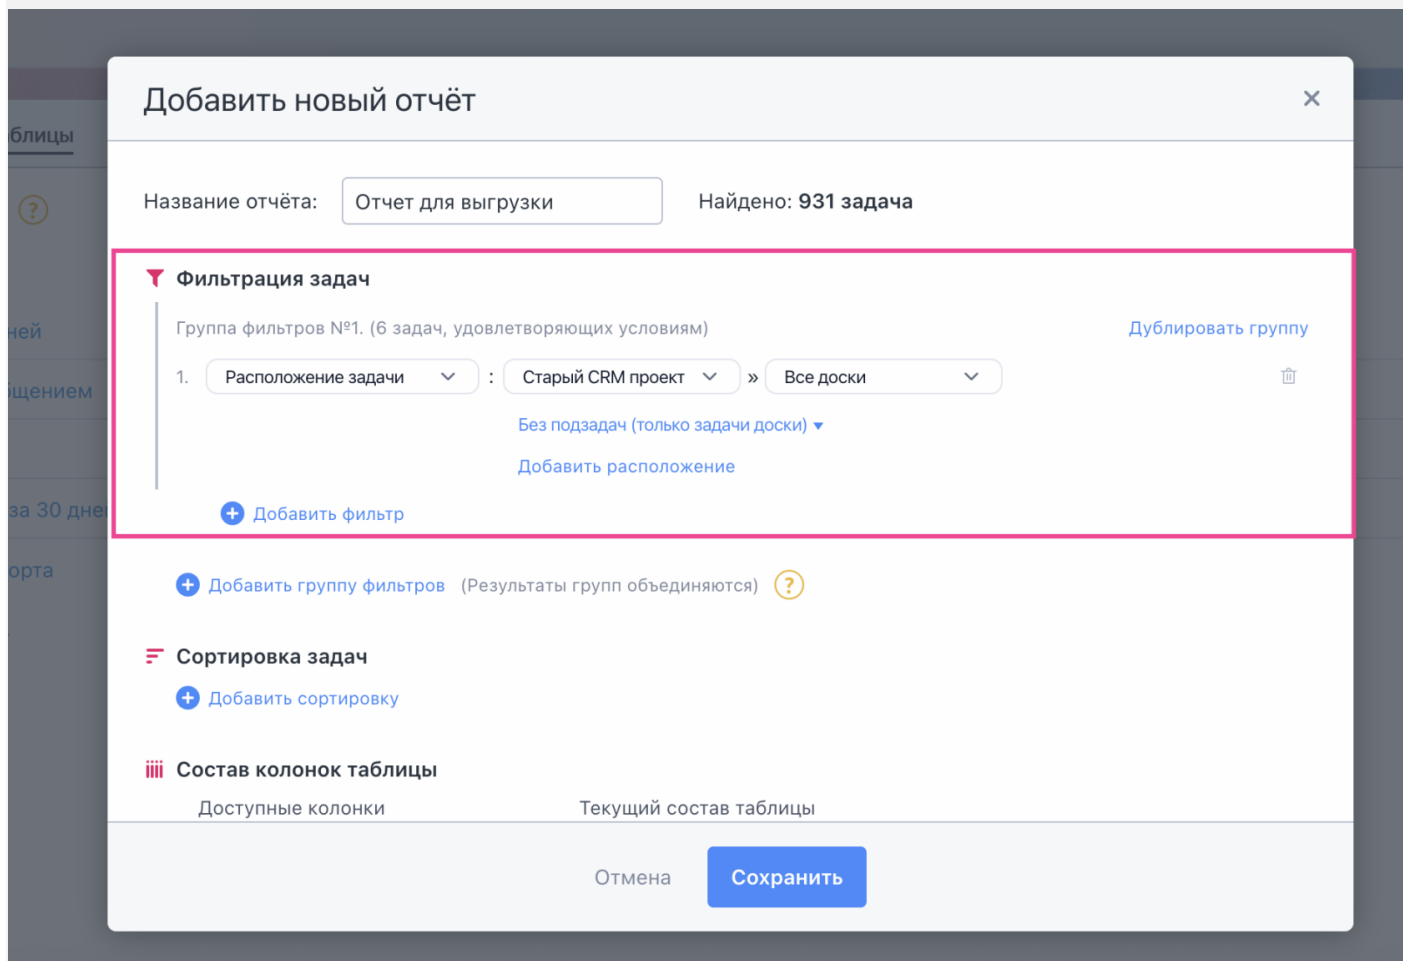 Добавить новый отчёт
Название отчёта: Отчет для выгрузки Найдено: 931 задача
Фильтрация задач
Группа фильтров №1. (6 задач, удовлетворяющих условиям) Дублировать группу
1. Расположение задачи : Старый CRM проект » Все доски
Без подзадач (только задачи доски)
Добавить расположение
Добавить фильтр
Добавить группу фильтров (Результаты групп объединяются) ?
Сортировка задач
Добавить сортировку
Состав колонок таблицы
Доступные колонки Текущий состав таблицы
Отмена Сохранить
аблицы
?
ней
щением
за 30 дне
орта